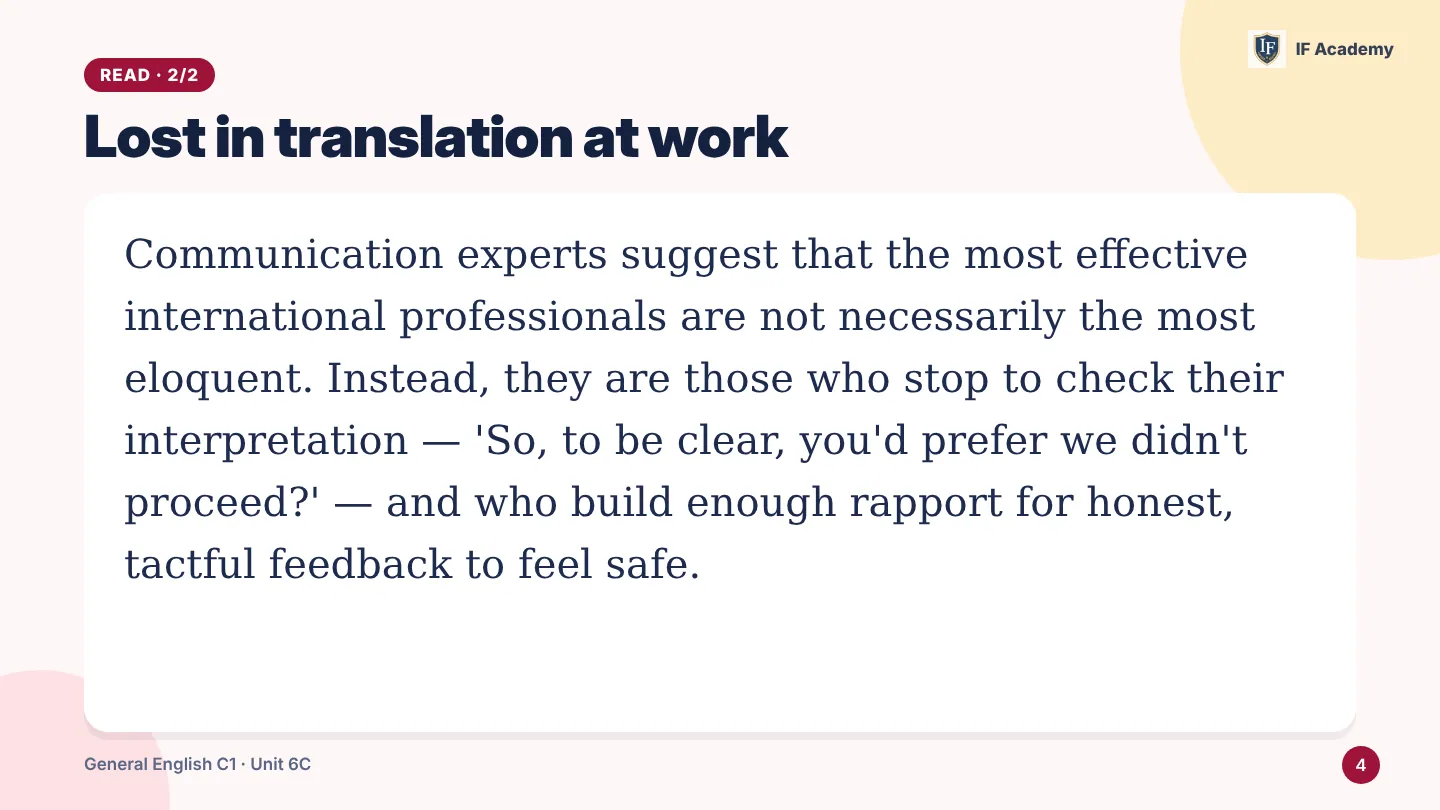 IF
IF Academy
READ · 2/2
Lost in translation at work
Communication experts suggest that the most effective
international professionals are not necessarily the most
eloquent. Instead, they are those who stop to check their
interpretation — 'So, to be clear, you'd prefer we didn't
proceed?' — and who build enough rapport for honest,
tactful feedback to feel safe.
General English C1 · Unit 6C
4